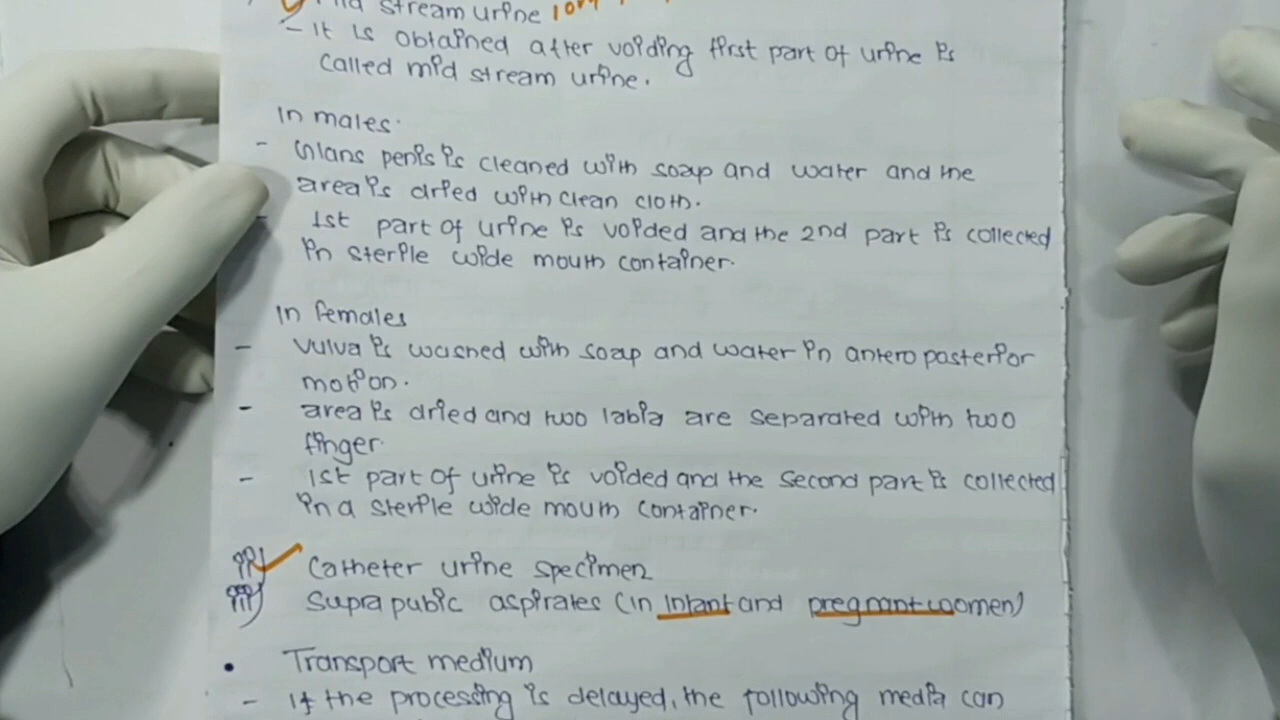 stream urine
- It is obtained after voiding first part of urine is
called mid stream urine.
In males.
- Glans penis is cleaned with soap and water and the
area is dried with clean cloth.
- 1st part of urine is voided and the 2nd part is collected
in sterile wide mouth container.
In females
- vulva is washed with soap and water in antero posterior
motion.
- area is dried and two labia are separated with two
finger.
- 1st part of urine is voided and the second part is collected
in a sterile wide mouth container.
ii) Catheter urine specimen
iii) Supra pubic aspirates (in infant and pregnant women)
• Transport medium
- If the processing is delayed, the following media can